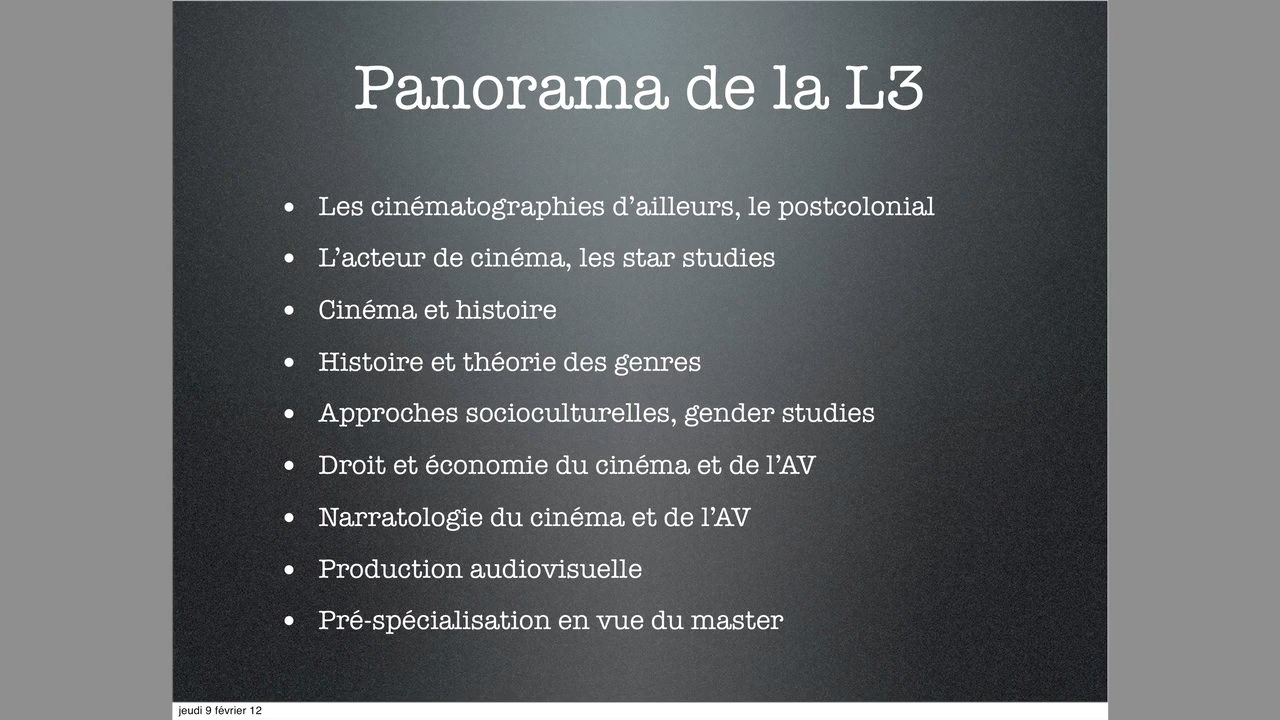 Panorama de la L3
• Les cinématographies d’ailleurs, le postcolonial
• L’acteur de cinéma, les star studies
• Cinéma et histoire
• Histoire et théorie des genres
• Approches socioculturelles, gender studies
• Droit et économie du cinéma et de l’AV
• Narratologie du cinéma et de l’AV
• Production audiovisuelle
• Pré-spécialisation en vue du master
jeudi 9 février 12